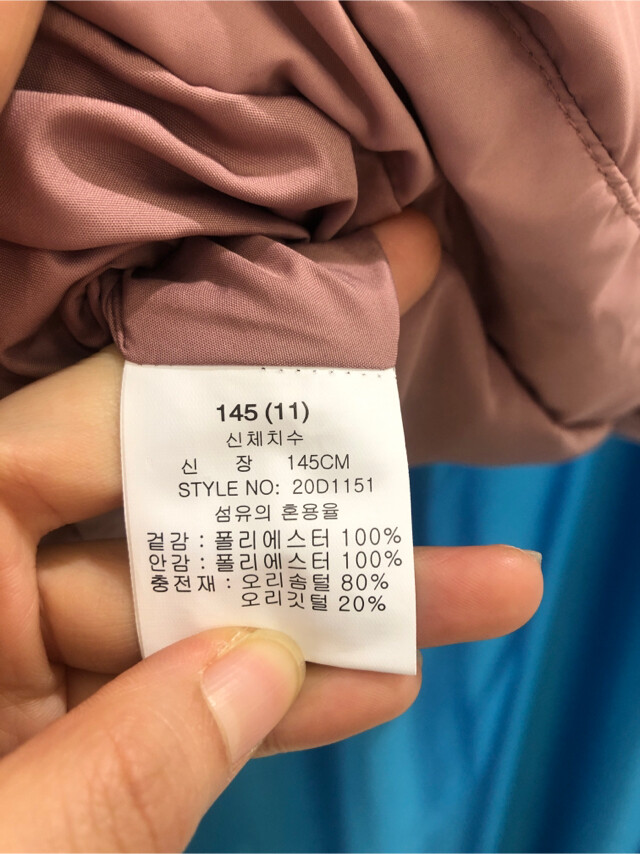 145 (11)
신체치수
신 장 145CM
STYLE NO: 20D1151
섬유의 혼용율
겉감 : 폴리에스터 100%
안감 : 폴리에스터 100%
충전재 : 오리솜털 80%
오리깃털 20%